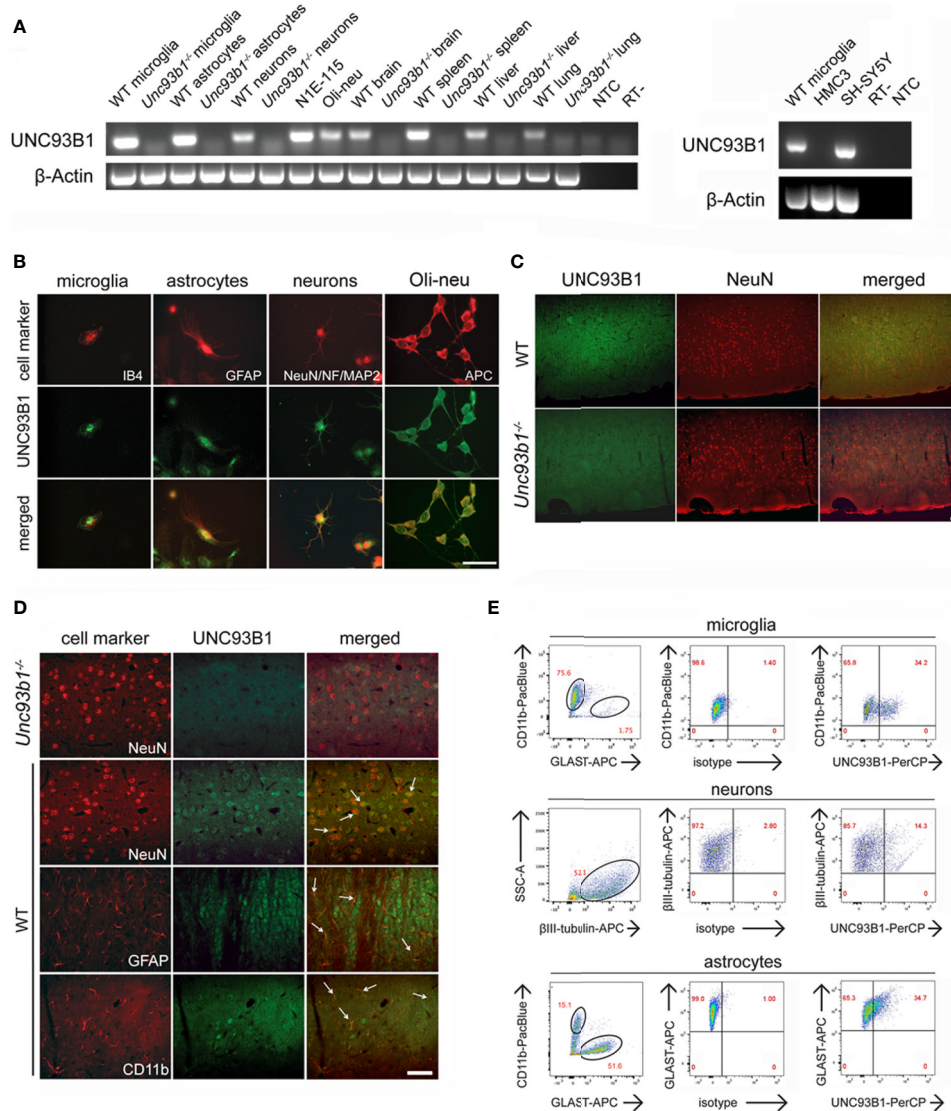 A
WT microglia
Unc93b1-/- microglia
WT astrocytes
Unc93b1-/- astrocytes
WT neurons
Unc93b1-/- neurons
N1E-115
Oli-neu
WT brain
Unc93b1-/- brain
WT spleen
Unc93b1-/- spleen
WT liver
Unc93b1-/- liver
WT lung
Unc93b1-/- lung
NTC
RT-
UNC93B1
β-Actin
WT microglia
HMC3
SH-SY5Y
RT-
NTC
UNC93B1
β-Actin
B
microglia astrocytes neurons Oli-neu
cell marker
IB4 GFAP NeuN/NF/MAP2 APC
UNC93B1
merged
C
UNC93B1 NeuN merged
WT
Unc93b1-/-
D
cell marker UNC93B1 merged
Unc93b1-/-
NeuN
WT
NeuN
GFAP
CD11b
E
microglia
CD11b-PacBlue
75.6
1.75
GLAST-APC
CD11b-PacBlue
98.6 1.40
0 0
isotype
CD11b-PacBlue
65.8 34.2
0 0
UNC93B1-PerCP
neurons
SSC-A
250K
200K
150K
100K
50K
0
52.1
βIII-tubulin-APC
βIII-tubulin-APC
97.2 2.80
0 0
isotype
βIII-tubulin-APC
85.7 14.3
0 0
UNC93B1-PerCP
astrocytes
CD11b-PacBlue
15.1
51.6
GLAST-APC
GLAST-APC
99.0 1.00
0 0
isotype
GLAST-APC
65.3 34.7
0 0
UNC93B1-PerCP